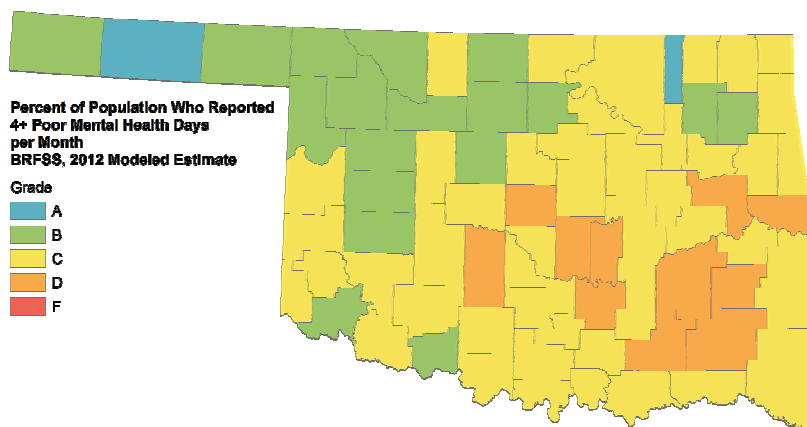 Percent of Population Who Reported
4+ Poor Mental Health Days
per Month
BRFSS, 2012 Modeled Estimate
Grade
A
B
C
D
F